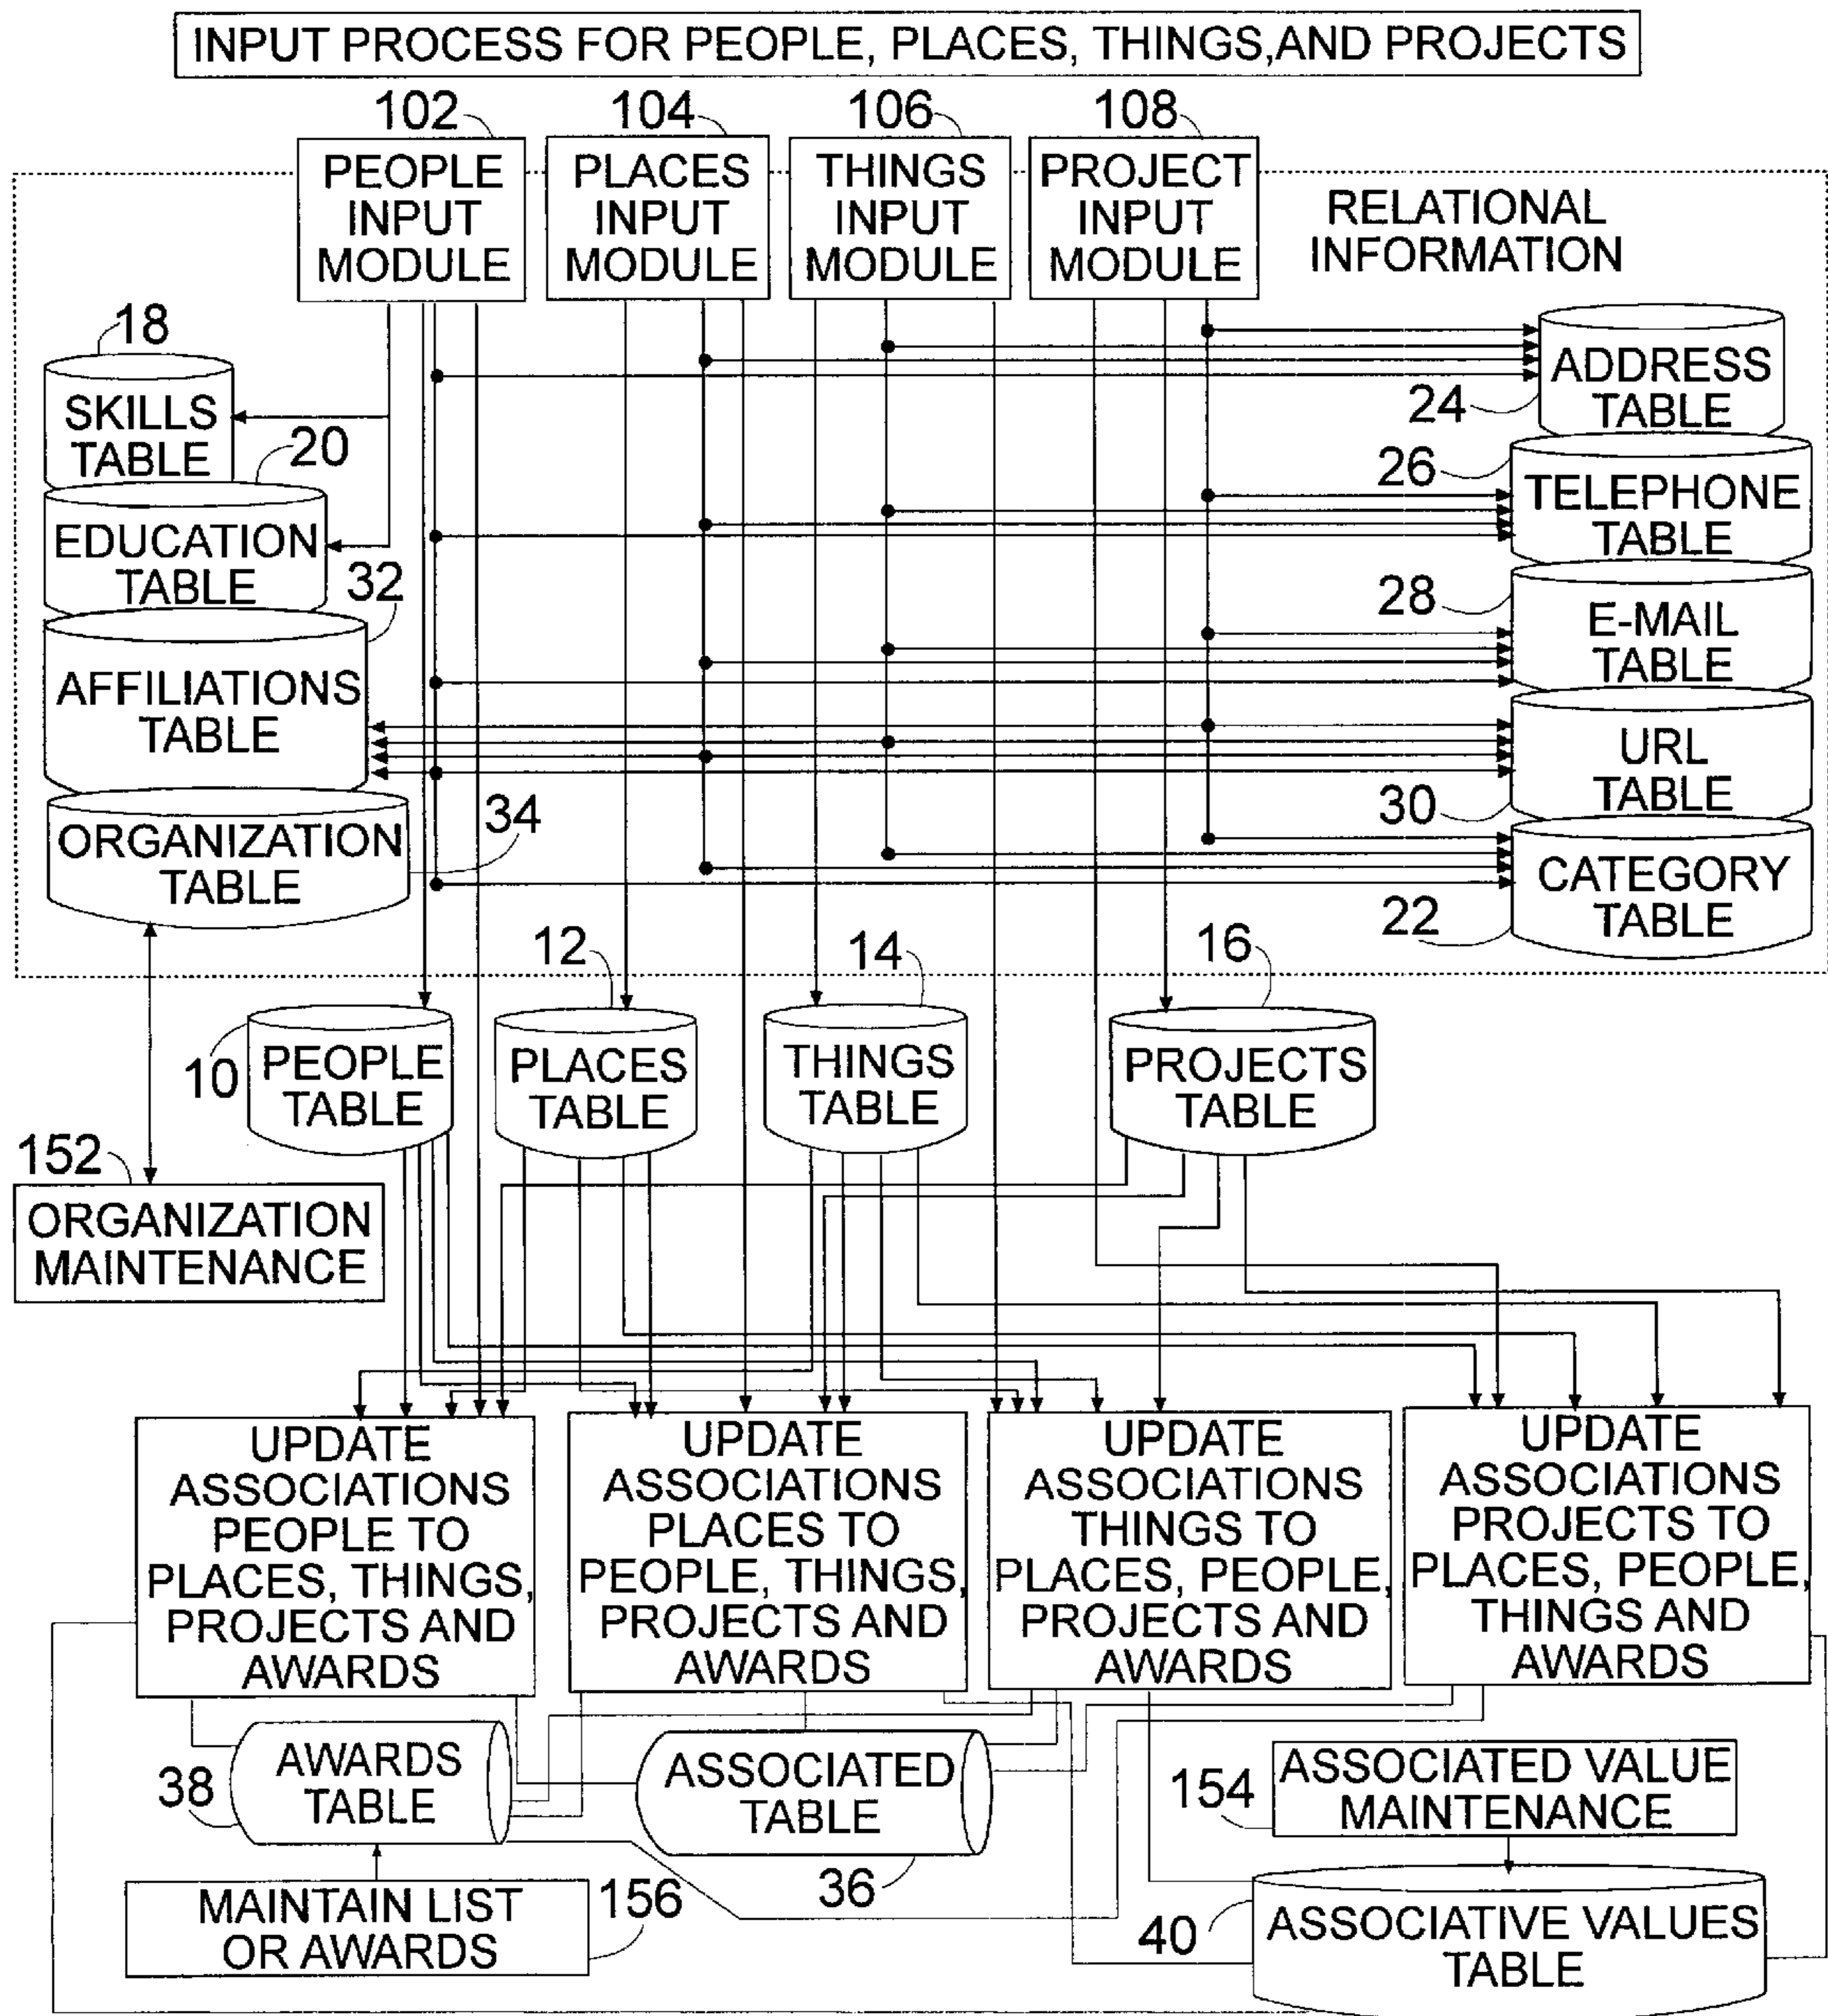 INPUT PROCESS FOR PEOPLE, PLACES, THINGS,AND PROJECTS
102
104
106
108
PEOPLE
INPUT
MODULE
PLACES
INPUT
MODULE
THINGS
INPUT
MODULE
PROJECT
INPUT
MODULE
RELATIONAL
INFORMATION
18
SKILLS
TABLE
20
EDUCATION
TABLE
32
AFFILIATIONS
TABLE
34
ORGANIZATION
TABLE
ADDRESS
TABLE
24
26
TELEPHONE
TABLE
28
E-MAIL
TABLE
URL
TABLE
30
CATEGORY
TABLE
22
10
PEOPLE
TABLE
12
PLACES
TABLE
14
THINGS
TABLE
16
PROJECTS
TABLE
152
ORGANIZATION
MAINTENANCE
UPDATE
ASSOCIATIONS
PEOPLE TO
PLACES, THINGS,
PROJECTS AND
AWARDS
UPDATE
ASSOCIATIONS
PLACES TO
PEOPLE, THINGS,
PROJECTS AND
AWARDS
UPDATE
ASSOCIATIONS
THINGS TO
PLACES, PEOPLE,
PROJECTS AND
AWARDS
UPDATE
ASSOCIATIONS
PROJECTS TO
PLACES, PEOPLE,
THINGS AND
AWARDS
38
AWARDS
TABLE
ASSOCIATED
TABLE
36
154
ASSOCIATED VALUE
MAINTENANCE
MAINTAIN LIST
OR AWARDS
156
40
ASSOCIATIVE VALUES
TABLE